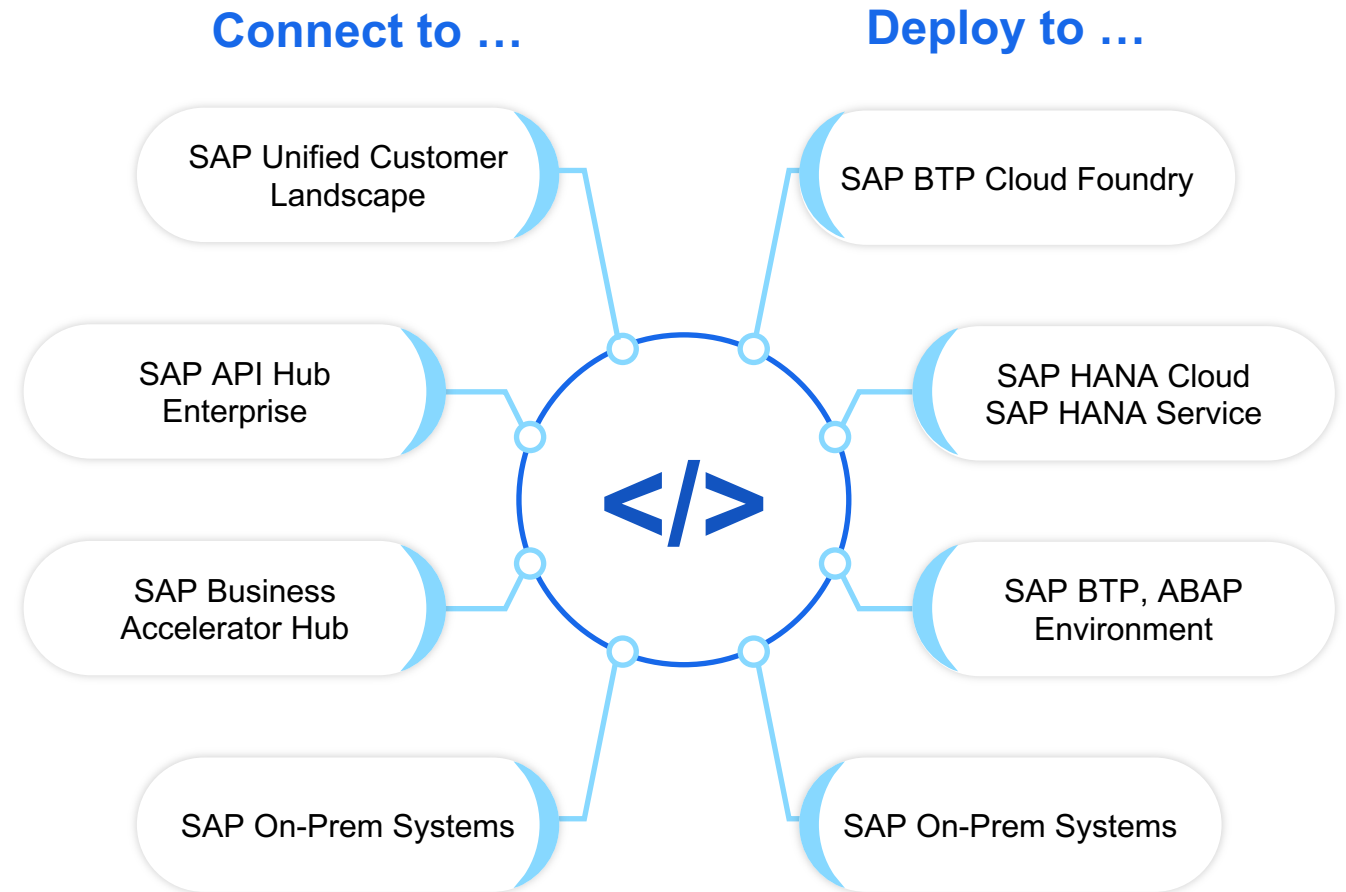 Connect to …
Deploy to …
SAP Unified Customer
Landscape
SAP BTP Cloud Foundry
SAP API Hub
Enterprise
SAP HANA Cloud
SAP HANA Service
</>
SAP Business
Accelerator Hub
SAP BTP, ABAP
Environment
SAP On-Prem Systems
SAP On-Prem Systems